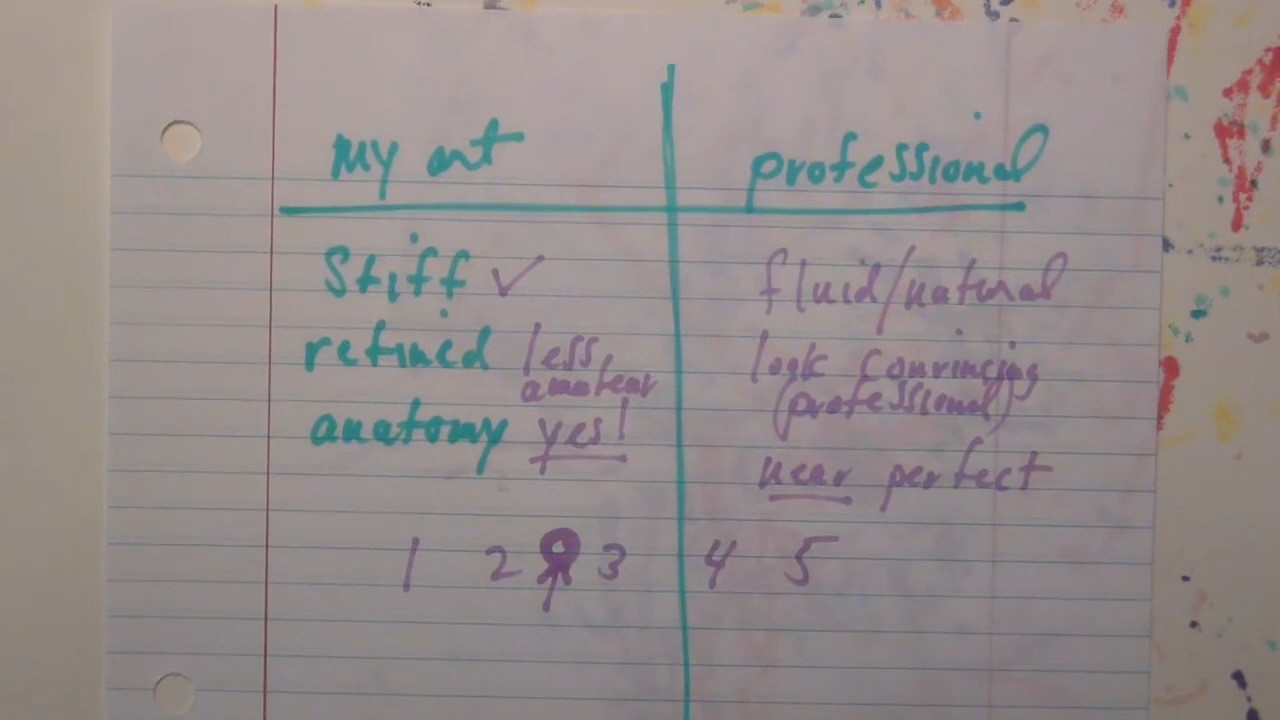 my art
professional
Stiff ✓
fluid/natural
refined less, amateur
look convincing (professional)
anatomy yes!
near perfect
1 2 3 4 5